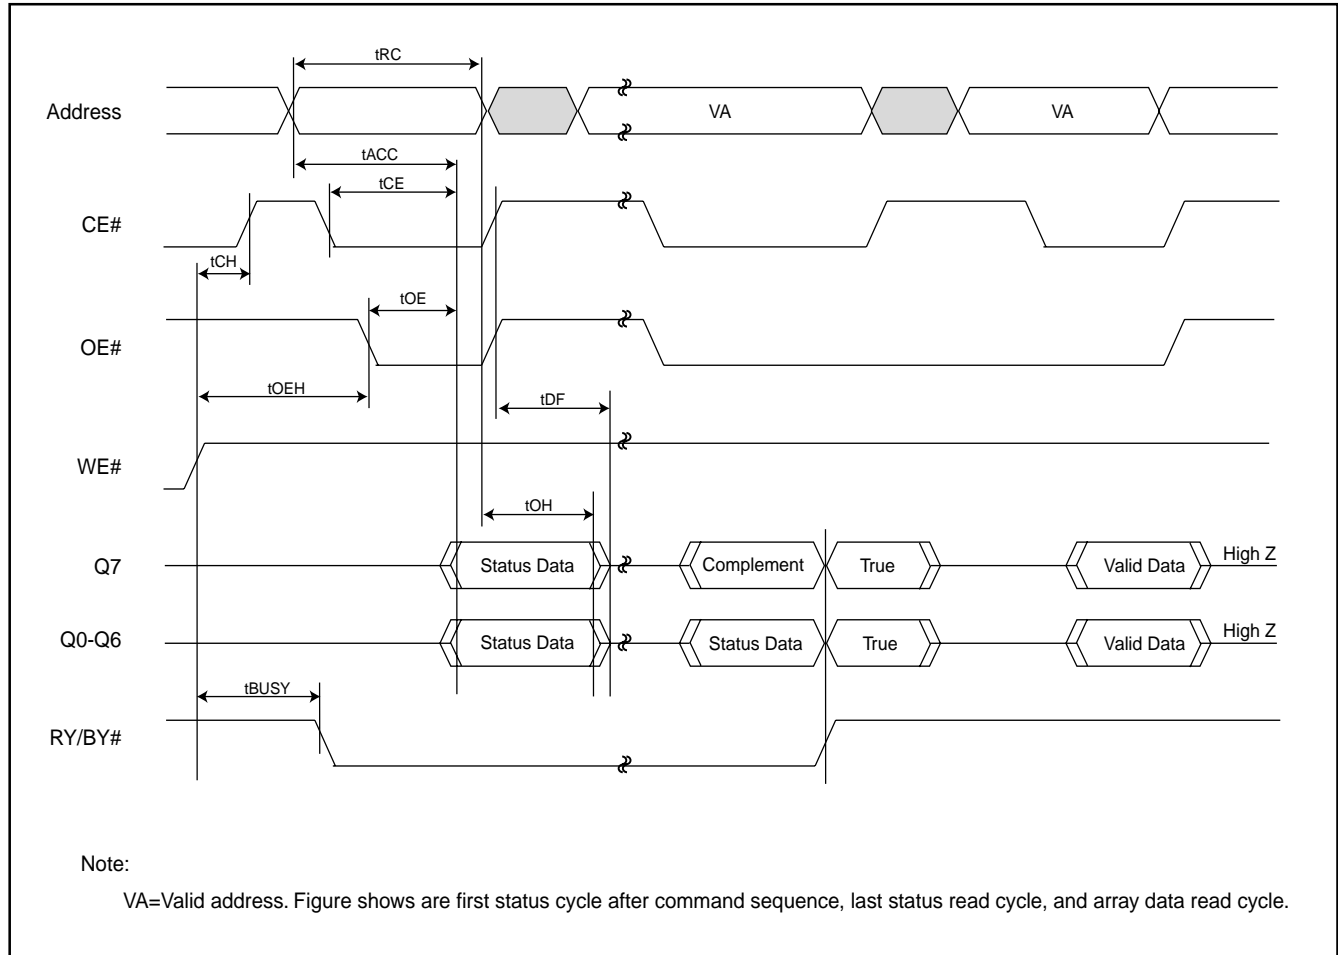 tRC
Address
VA
VA
tACC
tCE
CE#
tCH
tOE
OE#
tOEH
tDF
WE#
tOH
Q7
Status Data
Complement
True
Valid Data
High Z
Q0-Q6
Status Data
Status Data
True
Valid Data
High Z
tBUSY
RY/BY#
Note:
VA=Valid address. Figure shows are first status cycle after command sequence, last status read cycle, and array data read cycle.